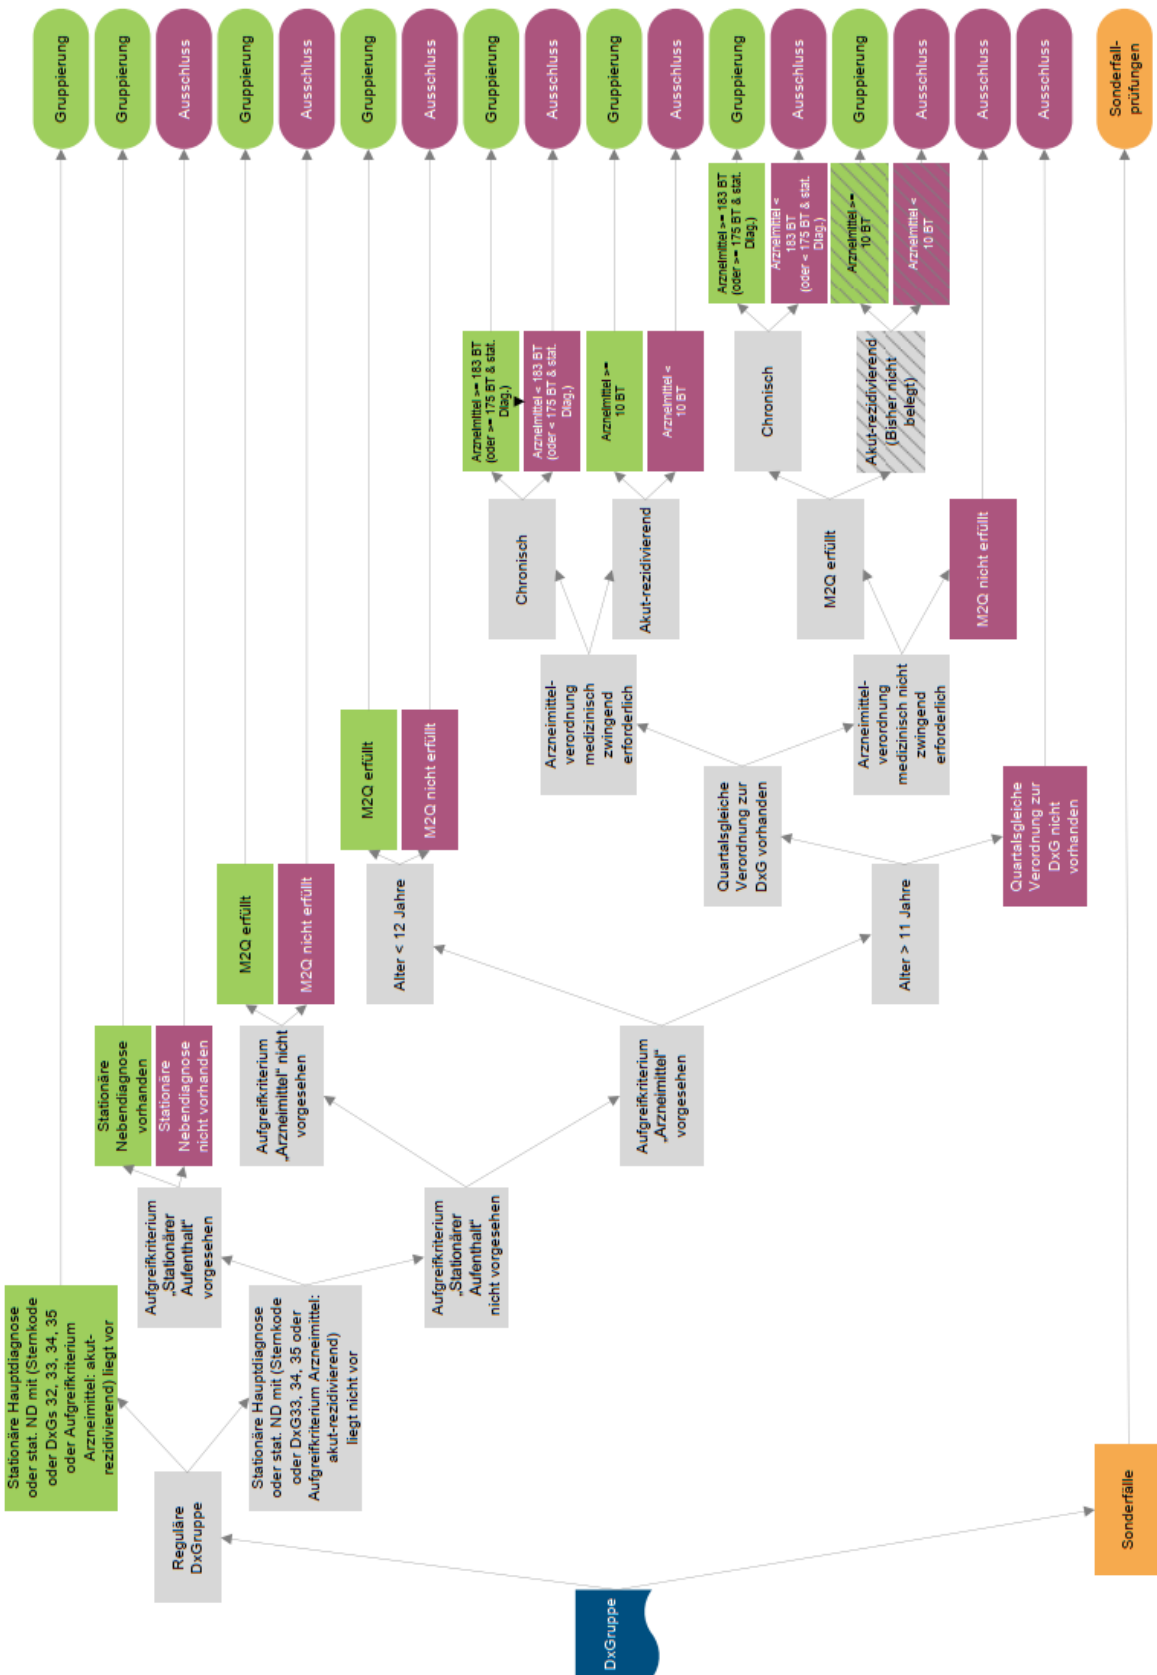 DxGruppe
Reguläre
DxGruppe
Sonderfälle
Stationäre Hauptdiagnose
oder stat. ND mit (Sternkode
oder DxGs 32, 33, 34, 35
oder Aufgreifkriterium
Arzneimittel: akut-
rezidivierend) liegt vor
Stationäre Hauptdiagnose
oder stat. ND mit (Sternkode
oder DxG33, 34, 35 oder
Aufgreifkriterium Arzneimittel:
akut-rezidivierend)
liegt nicht vor
Aufgreifkriterium
„Stationärer
Aufenthalt“
vorgesehen
Aufgreifkriterium
„Stationärer
Aufenthalt“
nicht vorgesehen
Stationäre
Nebendiagnose
vorhanden
Stationäre
Nebendiagnose
nicht vorhanden
Aufgreifkriterium
„Arzneimittel“ nicht
vorgesehen
Aufgreifkriterium
„Arzneimittel“
vorgesehen
M2Q erfüllt
M2Q nicht erfüllt
Alter < 12 Jahre
Alter > 11 Jahre
M2Q erfüllt
M2Q nicht erfüllt
Quartalsgleiche
Verordnung zur
DxG vorhanden
Quartalsgleiche
Verordnung zur
DxG nicht
vorhanden
Arzneimittel-
verordnung
medizinisch
zwingend
erforderlich
Arzneimittel-
verordnung
medizinisch nicht
zwingend
erforderlich
Chronisch
Akut-rezidivierend
M2Q erfüllt
M2Q nicht erfüllt
Arzneimittel >= 183 BT
(oder >= 175 BT & stat.
Diag.)
Arzneimittel < 183 BT
(oder < 175 BT & stat.
Diag.)
Arzneimittel >=
10 BT
Arzneimittel <
10 BT
Chronisch
Akut-rezidivierend
(Bisher nicht
belegt)
Arzneimittel >= 183 BT
(oder >= 175 BT & stat.
Diag.)
Arzneimittel <
183 BT
(oder < 175 BT & stat.
Diag.)
Arzneimittel >=
10 BT
Arzneimittel <
10 BT
Gruppierung
Gruppierung
Ausschluss
Gruppierung
Ausschluss
Gruppierung
Ausschluss
Gruppierung
Ausschluss
Gruppierung
Ausschluss
Gruppierung
Ausschluss
Gruppierung
Ausschluss
Ausschluss
Ausschluss
Sonderfall-
prüfungen